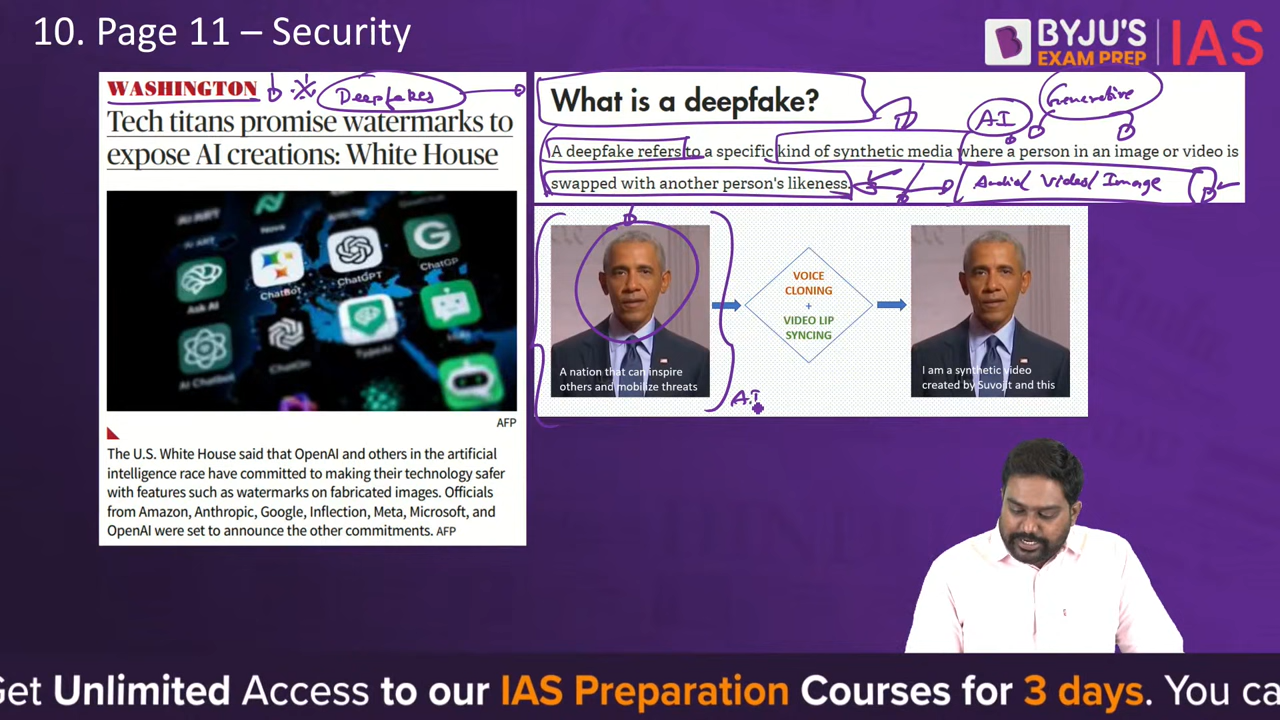 10. Page 11 – Security
BYJU'S
EXAM PREP
IAS
WASHINGTON
Deepfakes
Tech titans promise watermarks to
expose AI creations: White House
AI ART
Nova
Ask AI
ChatBot
ChatGPT
ChatGP
AI Chatbot
ChatOn
TypeAI
AFP
The U.S. White House said that OpenAI and others in the artificial
intelligence race have committed to making their technology safer
with features such as watermarks on fabricated images. Officials
from Amazon, Anthropic, Google, Inflection, Meta, Microsoft, and
OpenAI were set to announce the other commitments. AFP
What is a deepfake?
AI
Generative
A deepfake refers to a specific kind of synthetic media where a person in an image or video is
swapped with another person's likeness.
Audio/ Video/ Image
A nation that can inspire
others and mobilize threats
A.I
VOICE
CLONING
+
VIDEO LIP
SYNCING
I am a synthetic video
created by Suvojit and this
Get Unlimited Access to our IAS Preparation Courses for 3 days. You ca